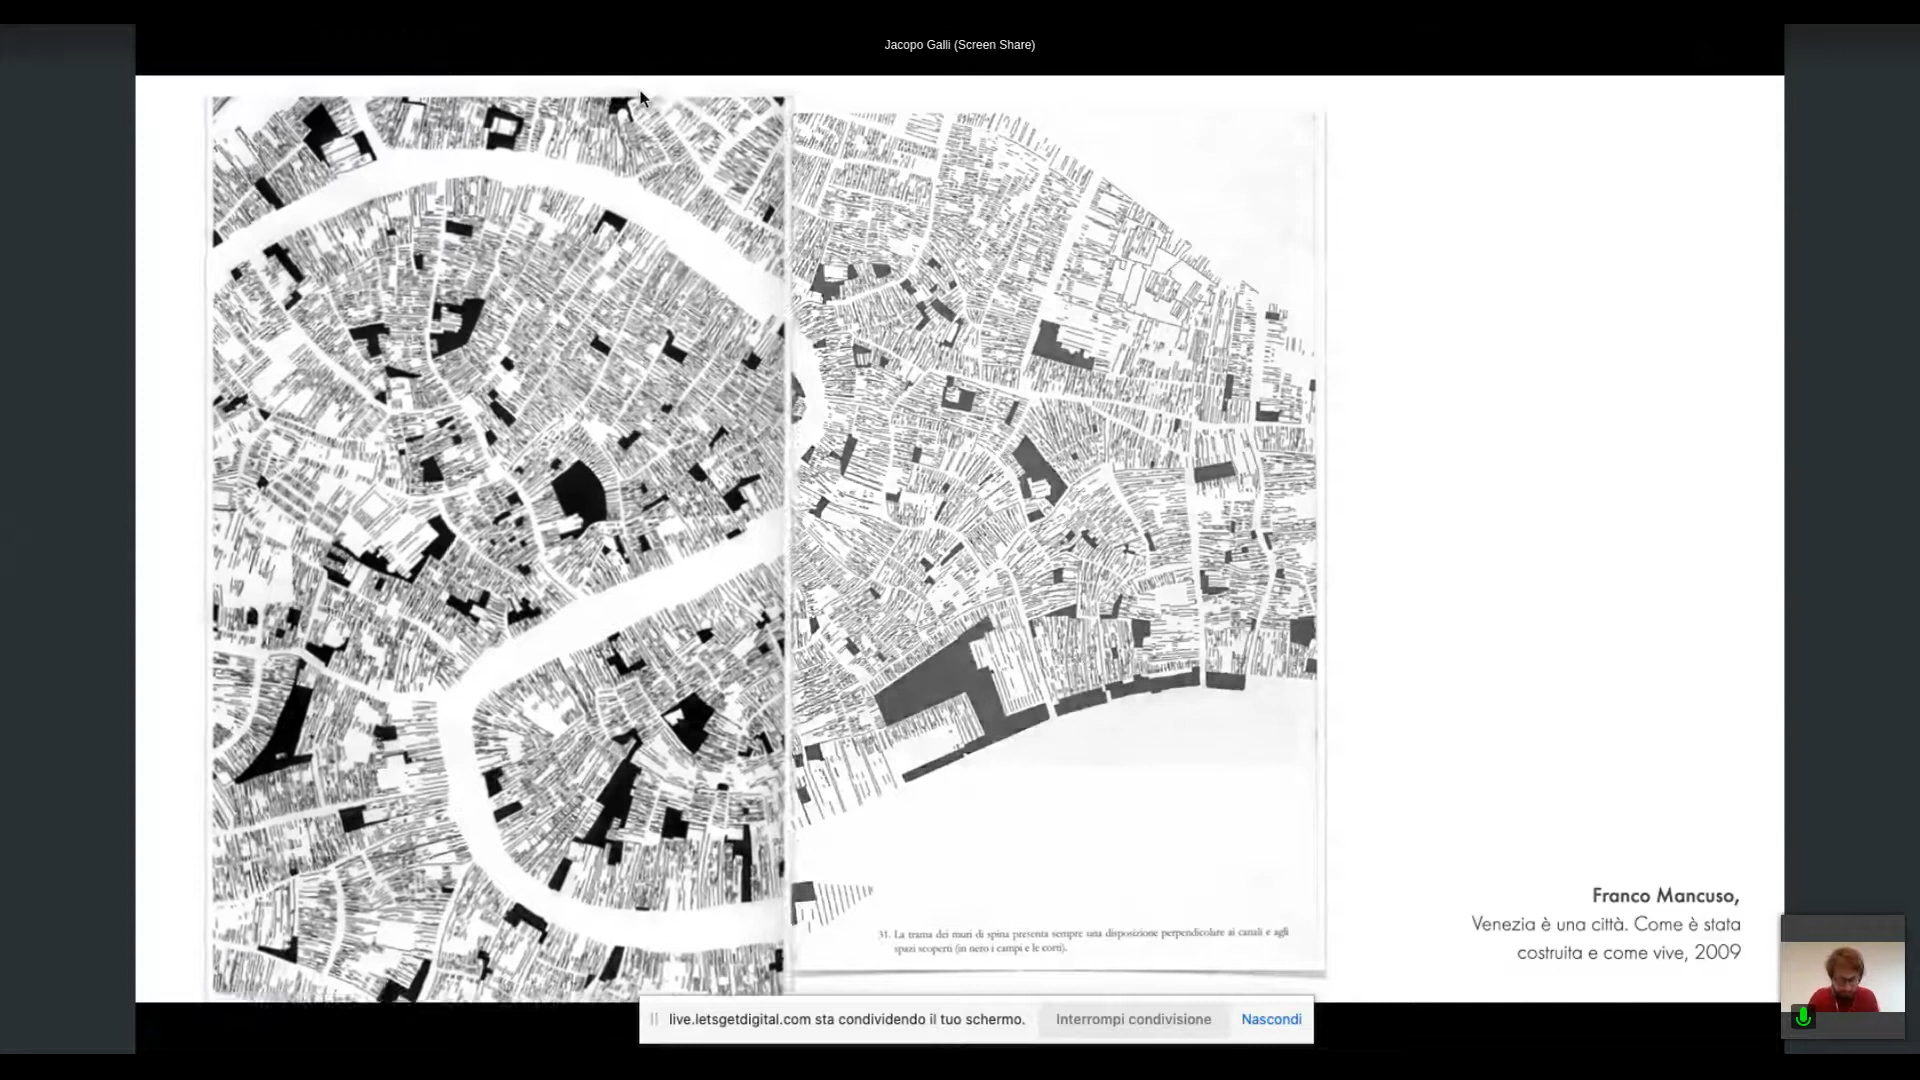 Jacopo Galli (Screen Share)
31. La trama dei muri di spina presenta sempre una disposizione perpendicolare ai canali e agli
spazi scoperti (in nero i campi e le corti).
Franco Mancuso,
Venezia è una città. Come è stata
costruita e come vive, 2009
live.letsgetdigital.com sta condividendo il tuo schermo.
Interrompi condivisione
Nascondi